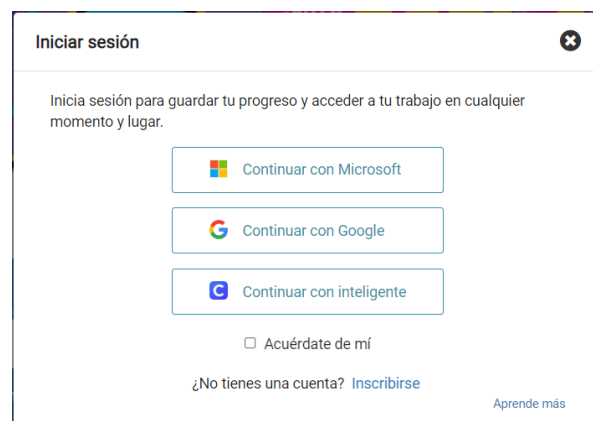 Iniciar sesión
Inicia sesión para guardar tu progreso y acceder a tu trabajo en cualquier
momento y lugar.
Continuar con Microsoft
Continuar con Google
C Continuar con inteligente
Acuérdate de mí
¿No tienes una cuenta? Inscribirse
Aprende más